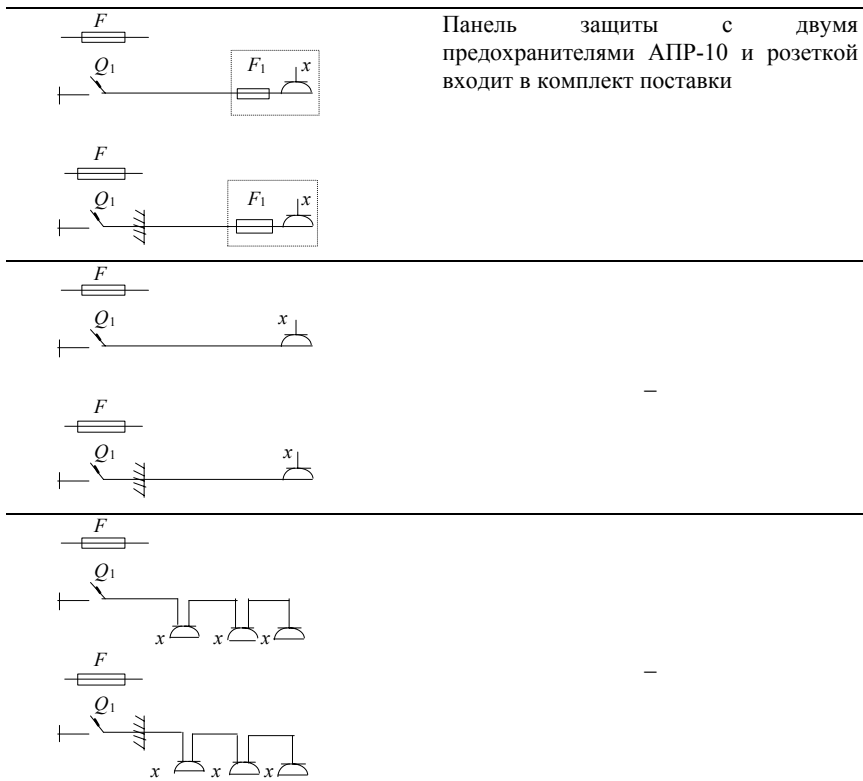 F
Панель защиты с двумя
Q1 F1 x
предохранителями АПР-10 и розеткой
входит в комплект поставки
F
Q1 F1 x
F
Q1 x
–
F
Q1 x
F
Q1
x x x
F
–
Q1
x x x